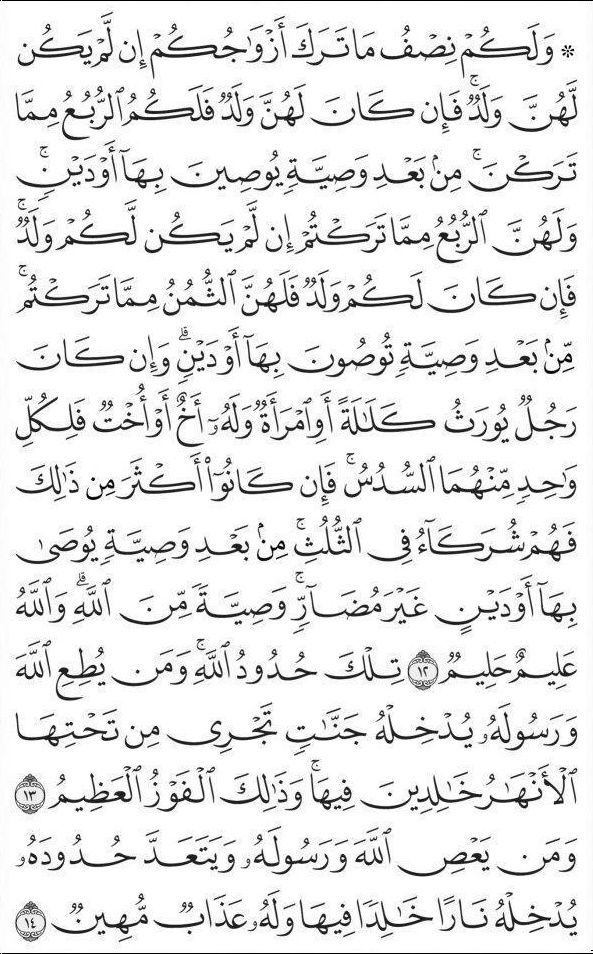 ۞ وَلَكُمۡ نِصۡفُ مَا تَرَكَ أَزۡوَٰجُكُمۡ إِن لَّمۡ يَكُن
لَّهُنَّ وَلَدٞۚ فَإِن كَانَ لَهُنَّ وَلَدٞ فَلَكُمُ ٱلرُّبُعُ مِمَّا
تَرَكۡنَۚ مِنۢ بَعۡدِ وَصِيَّةٖ يُوصِينَ بِهَآ أَوۡ دَيۡنٖۚ
وَلَهُنَّ ٱلرُّبُعُ مِمَّا تَرَكۡتُمۡ إِن لَّمۡ يَكُن لَّكُمۡ وَلَدٞۚ
فَإِن كَانَ لَكُمۡ وَلَدٞ فَلَهُنَّ ٱلثُّمُنُ مِمَّا تَرَكۡتُمۚ
مِّنۢ بَعۡدِ وَصِيَّةٖ تُوصُونَ بِهَآ أَوۡ دَيۡنٖۗ وَإِن كَانَ
رَجُلٞ يُورَثُ كَلَٰلَةً أَوِ ٱمۡرَأَةٞ وَلَهُۥٓ أَخٌ أَوۡ أُخۡتٞ فَلِكُلِّ
وَٰحِدٖ مِّنۡهُمَا ٱلسُّدُسُۚ فَإِن كَانُوٓاْ أَكۡثَرَ مِن ذَٰلِكَ
فَهُمۡ شُرَكَآءُ فِي ٱلثُّلُثِۚ مِنۢ بَعۡدِ وَصِيَّةٖ يُوصَىٰ
بِهَآ أَوۡ دَيۡنٍ غَيۡرَ مُضَآرّٖۚ وَصِيَّةٗ مِّنَ ٱللَّهِۗ وَٱللَّهُ
عَلِيمٌ حَلِيمٞ ١٢ تِلۡكَ حُدُودُ ٱللَّهِۚ وَمَن يُطِعِ ٱللَّهَ
وَرَسُولَهُۥ يُدۡخِلۡهُ جَنَّٰتٖ تَجۡرِي مِن تَحۡتِهَا
ٱلۡأَنۡهَٰرُ خَٰلِدِينَ فِيهَاۚ وَذَٰلِكَ ٱلۡفَوۡزُ ٱلۡعَظِيمُ ١٣
وَمَن يَعۡصِ ٱللَّهَ وَرَسُولَهُۥ وَيَتَعَدَّ حُدُودَهُۥ
يُدۡخِلۡهُ نَارًا خَٰلِدٗا فِيهَا وَلَهُۥ عَذَابٞ مُّهِينٞ ١٤